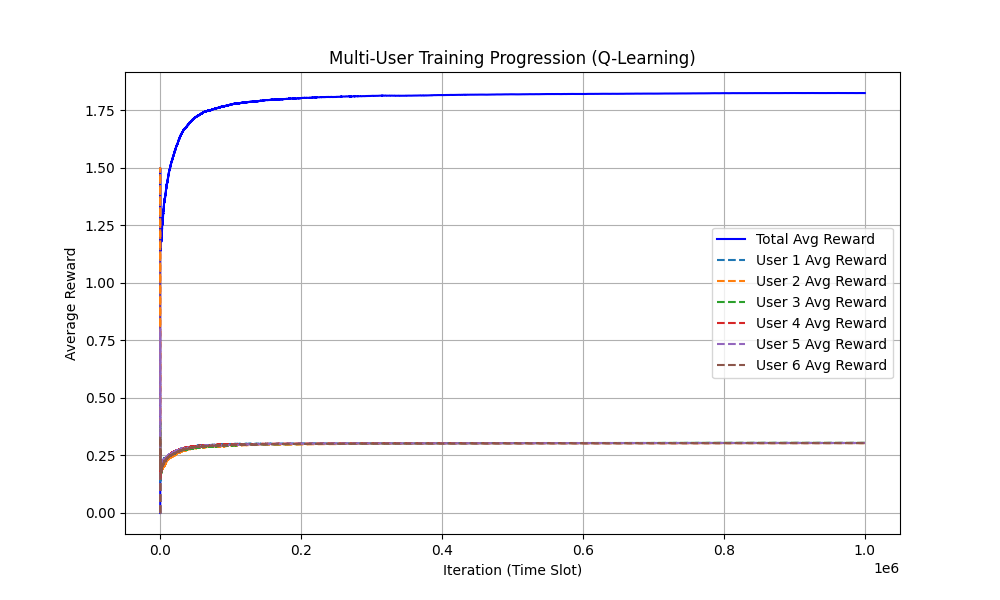 Multi-User Training Progression (Q-Learning)
Average Reward
1.75
1.50
1.25
1.00
0.75
0.50
0.25
0.00
Total Avg Reward
User 1 Avg Reward
User 2 Avg Reward
User 3 Avg Reward
User 4 Avg Reward
User 5 Avg Reward
User 6 Avg Reward
0.0 0.2 0.4 0.6 0.8 1.0
1e6
Iteration (Time Slot)